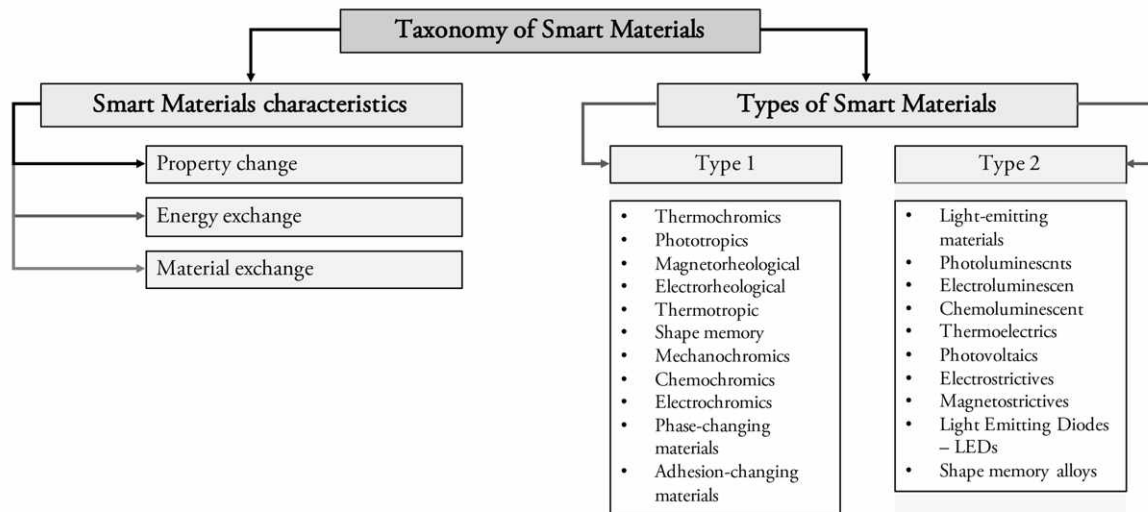 Taxonomy of Smart Materials
Smart Materials characteristics
Property change
Energy exchange
Material exchange
Types of Smart Materials
Type 1
• Thermochromics
• Phototropics
• Magnetorheological
• Electrorheological
• Thermotropic
• Shape memory
• Mechanochromics
• Chemochromics
• Electrochromics
• Phase-changing
materials
• Adhesion-changing
materials
Type 2
• Light-emitting
materials
• Photoluminescnts
• Electroluminescen
• Chemoluminescent
• Thermoelectrics
• Photovoltaics
• Electrostrictives
• Magnetostrictives
• Light Emitting Diodes
– LEDs
• Shape memory alloys